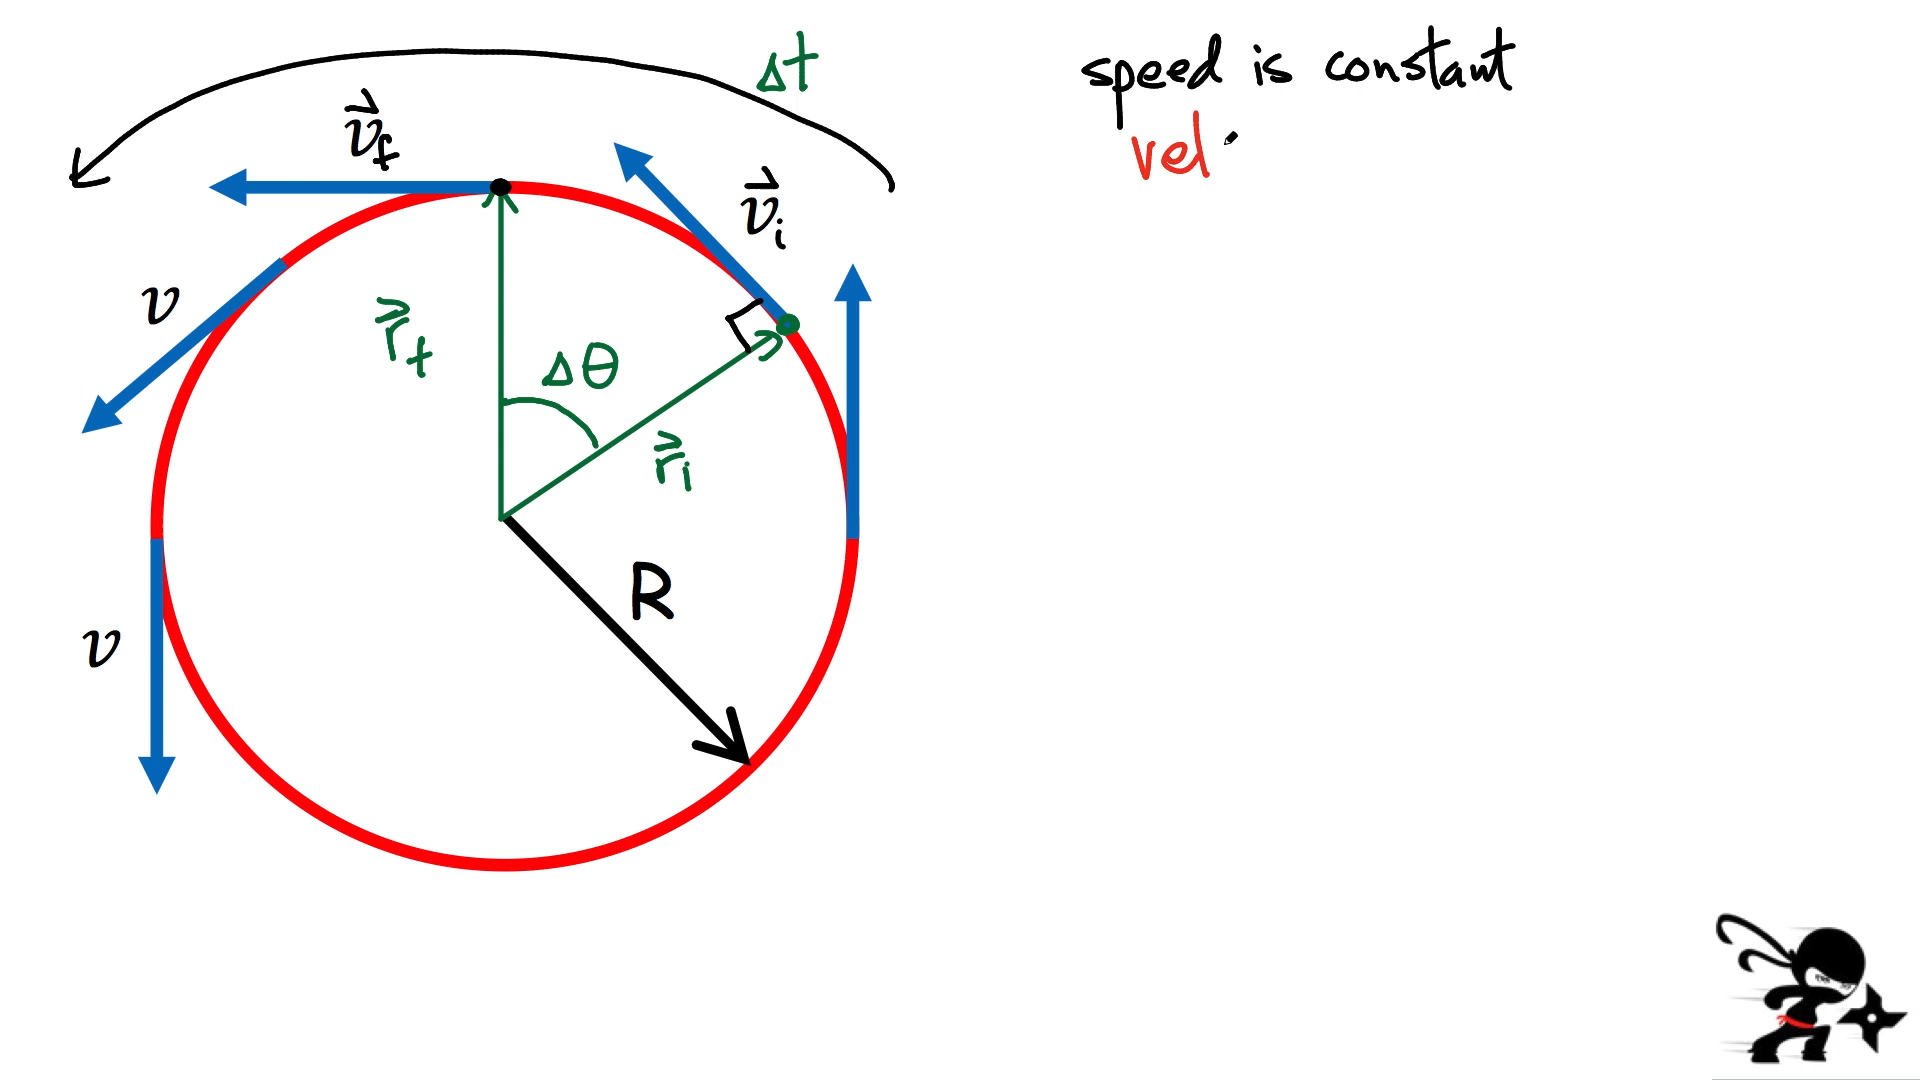 speed is constant
vel
Δt
v⃗f
v⃗i
v
r⃗f
Δθ
r⃗i
R
v